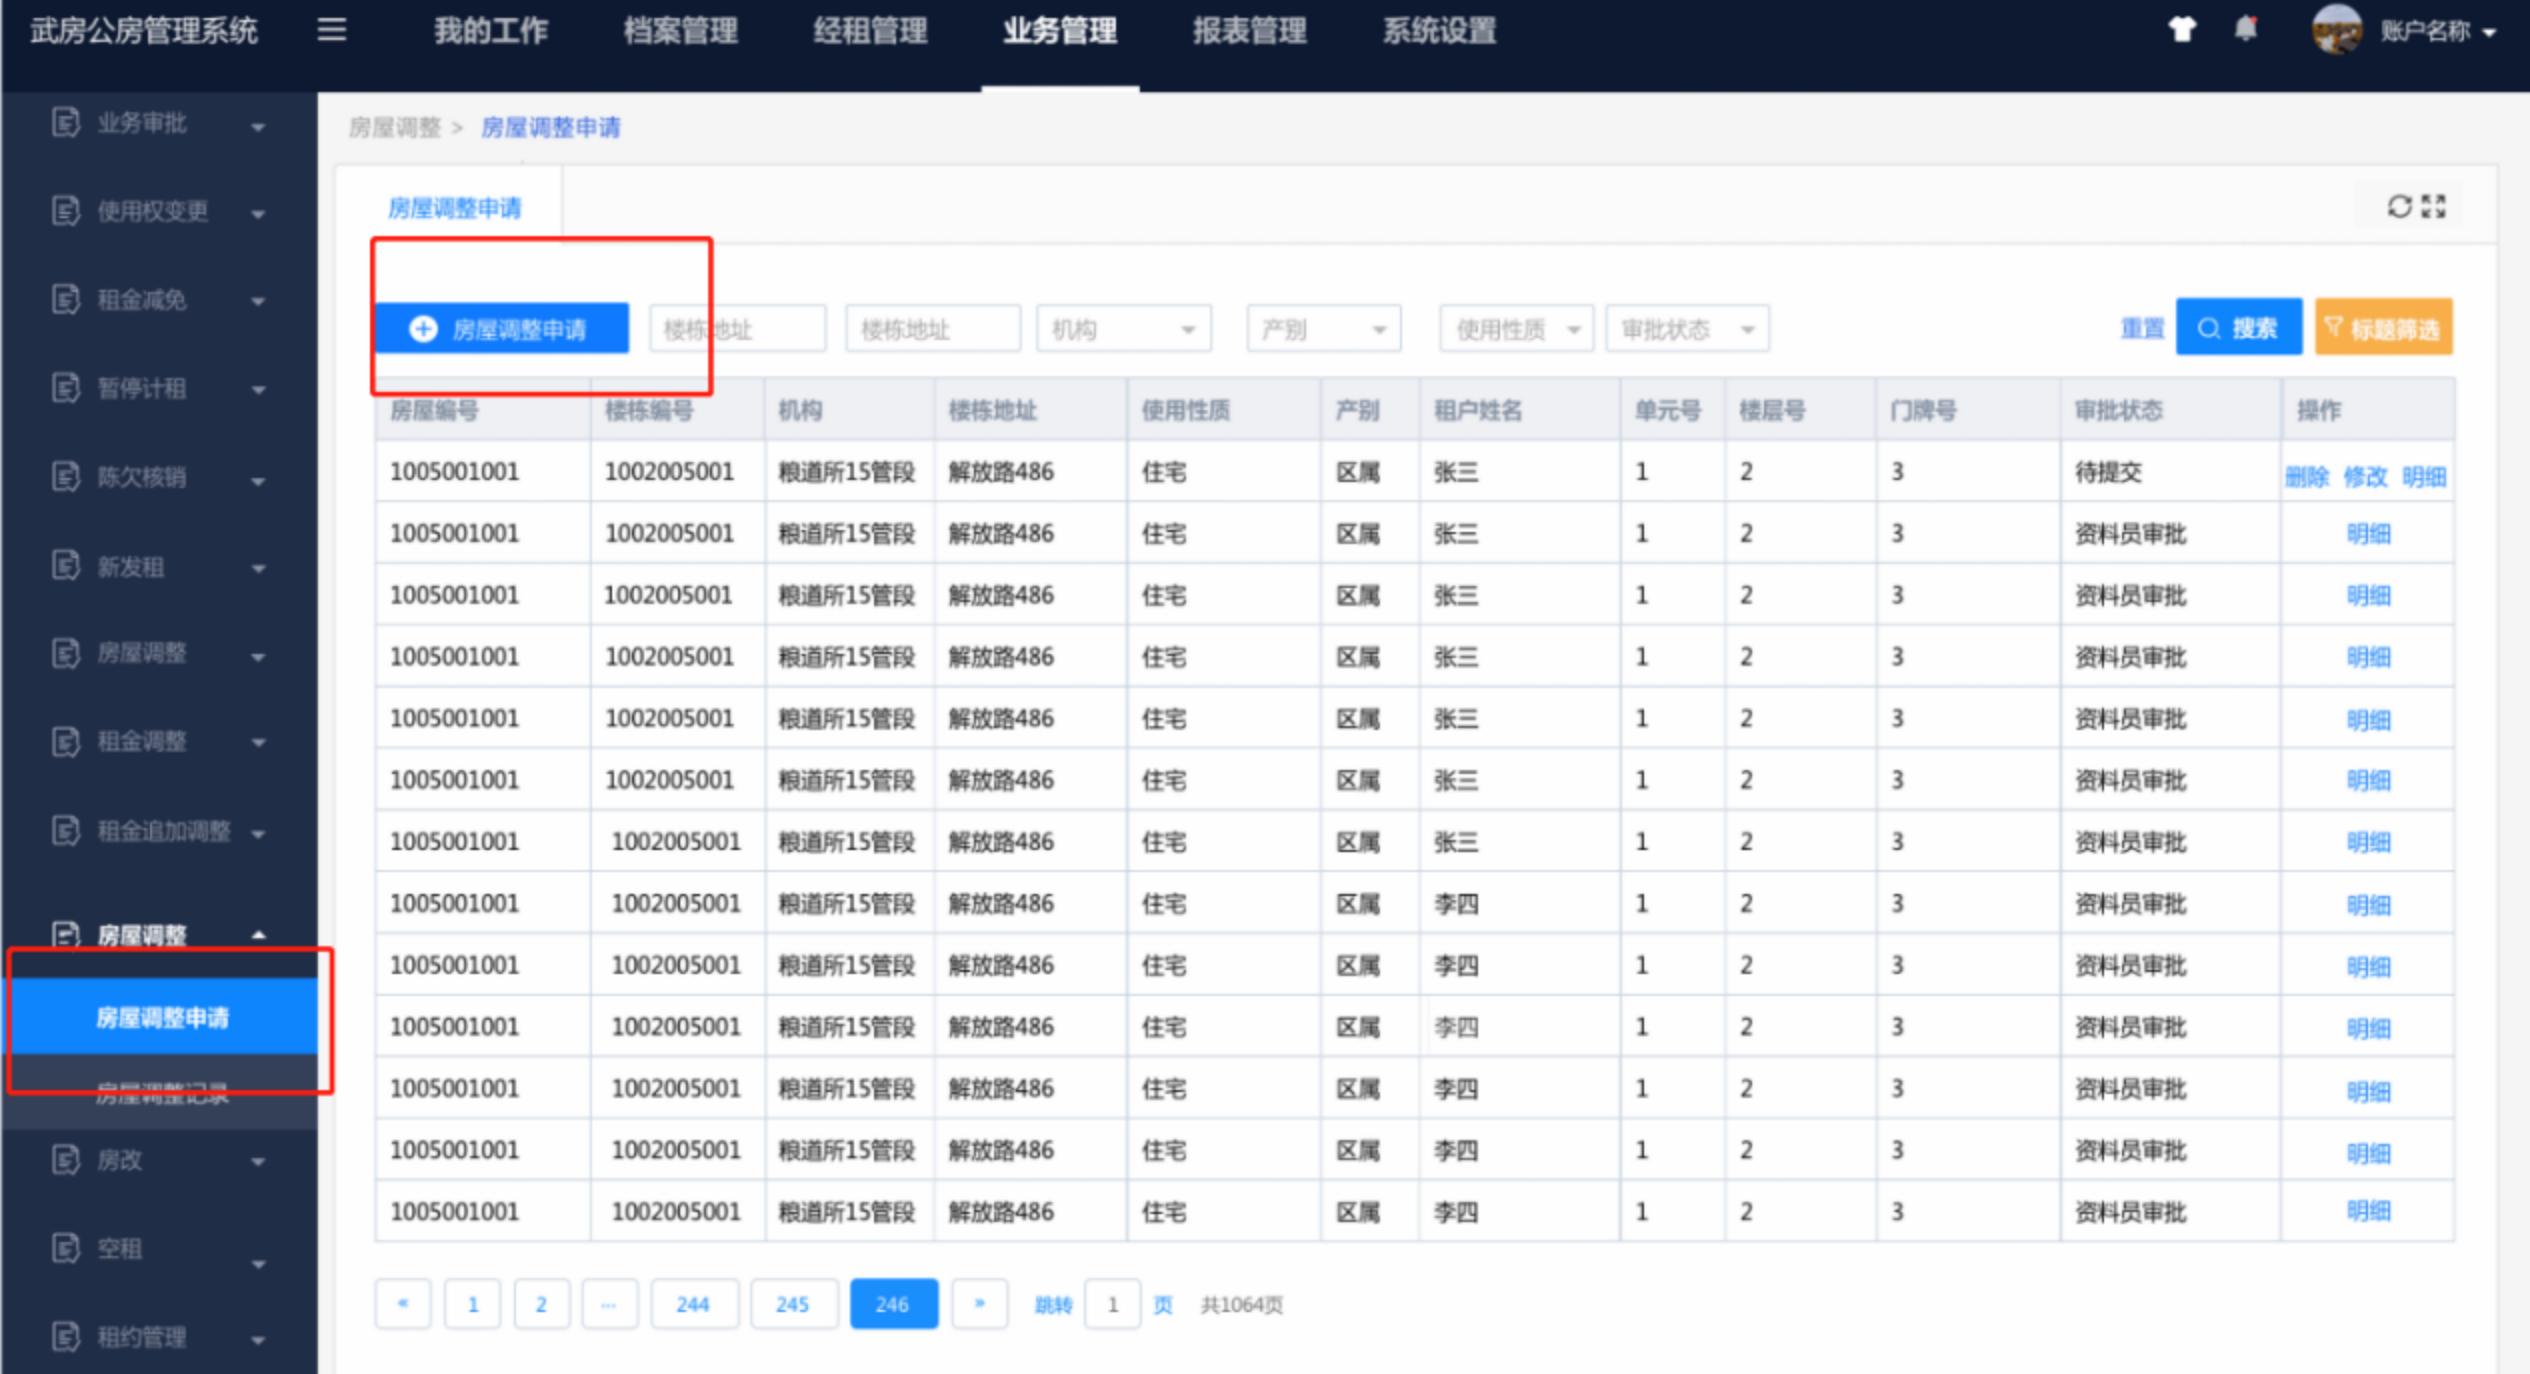 武房公房管理系统 我的工作 档案管理 经租管理 业务管理 报表管理 系统设置 账户名称
业务审批
使用权变更
租金减免
暂停计租
陈欠核销
新发租
房屋调整
租金调整
租金追加调整
房屋调整
房屋调整申请
房屋调整记录
房改
空租
租约管理
房屋调整 > 房屋调整申请
房屋调整申请
房屋调整申请 楼栋地址 楼栋地址 机构 产别 使用性质 审批状态 重置 搜索 标题筛选
房屋编号 楼栋编号 机构 楼栋地址 使用性质 产别 租户姓名 单元号 楼层号 门牌号 审批状态 操作
1005001001 1002005001 粮道所15管段 解放路486 住宅 区属 张三 1 2 3 待提交 删除 修改 明细
1005001001 1002005001 粮道所15管段 解放路486 住宅 区属 张三 1 2 3 资料员审批 明细
1005001001 1002005001 粮道所15管段 解放路486 住宅 区属 张三 1 2 3 资料员审批 明细
1005001001 1002005001 粮道所15管段 解放路486 住宅 区属 张三 1 2 3 资料员审批 明细
1005001001 1002005001 粮道所15管段 解放路486 住宅 区属 张三 1 2 3 资料员审批 明细
1005001001 1002005001 粮道所15管段 解放路486 住宅 区属 张三 1 2 3 资料员审批 明细
1005001001 1002005001 粮道所15管段 解放路486 住宅 区属 张三 1 2 3 资料员审批 明细
1005001001 1002005001 粮道所15管段 解放路486 住宅 区属 李四 1 2 3 资料员审批 明细
1005001001 1002005001 粮道所15管段 解放路486 住宅 区属 李四 1 2 3 资料员审批 明细
1005001001 1002005001 粮道所15管段 解放路486 住宅 区属 李四 1 2 3 资料员审批 明细
1005001001 1002005001 粮道所15管段 解放路486 住宅 区属 李四 1 2 3 资料员审批 明细
1005001001 1002005001 粮道所15管段 解放路486 住宅 区属 李四 1 2 3 资料员审批 明细
1005001001 1002005001 粮道所15管段 解放路486 住宅 区属 李四 1 2 3 资料员审批 明细
« 1 2 ... 244 245 246 » 跳转 1 页 共1064页